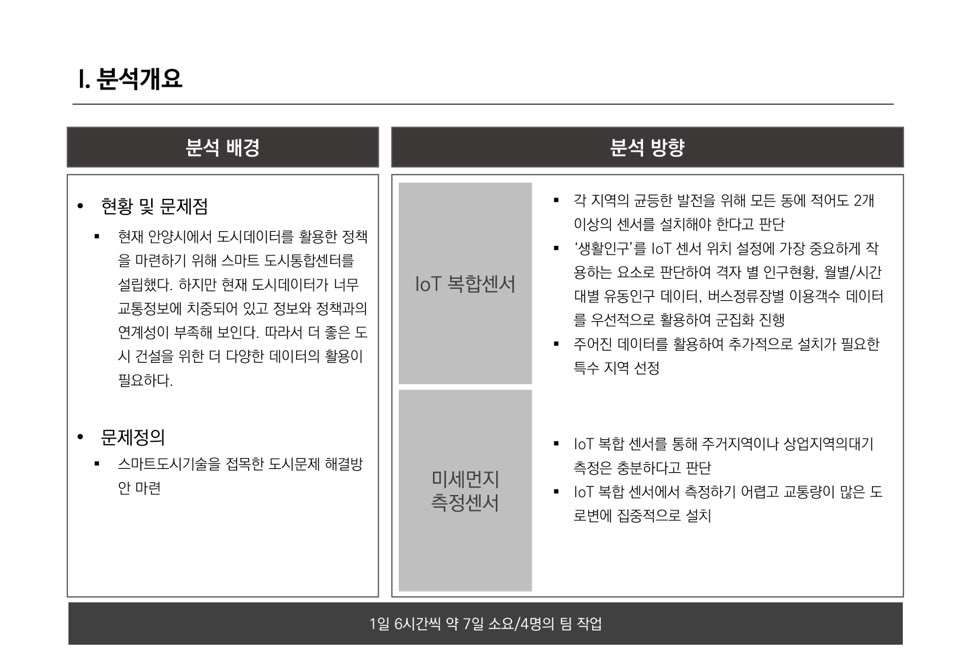 I. 분석개요
분석 배경
• 현황 및 문제점
▪ 현재 안양시에서 도시데이터를 활용한 정책
을 마련하기 위해 스마트 도시통합센터를
설립했다. 하지만 현재 도시데이터가 너무
교통정보에 치중되어 있고 정보와 정책과의
연계성이 부족해 보인다. 따라서 더 좋은 도
시 건설을 위한 더 다양한 데이터의 활용이
필요하다.
• 문제정의
▪ 스마트도시기술을 접목한 도시문제 해결방
안 마련
분석 방향
IoT 복합센서
▪ 각 지역의 균등한 발전을 위해 모든 동에 적어도 2개
이상의 센서를 설치해야 한다고 판단
▪ ‘생활인구’를 IoT 센서 위치 설정에 가장 중요하게 작
용하는 요소로 판단하여 격자 별 인구현황, 월별/시간
대별 유동인구 데이터, 버스정류장별 이용객수 데이터
를 우선적으로 활용하여 군집화 진행
▪ 주어진 데이터를 활용하여 추가적으로 설치가 필요한
특수 지역 선정
미세먼지
측정센서
▪ IoT 복합 센서를 통해 주거지역이나 상업지역의대기
측정은 충분하다고 판단
▪ IoT 복합 센서에서 측정하기 어렵고 교통량이 많은 도
로변에 집중적으로 설치
1일 6시간씩 약 7일 소요/4명의 팀 작업